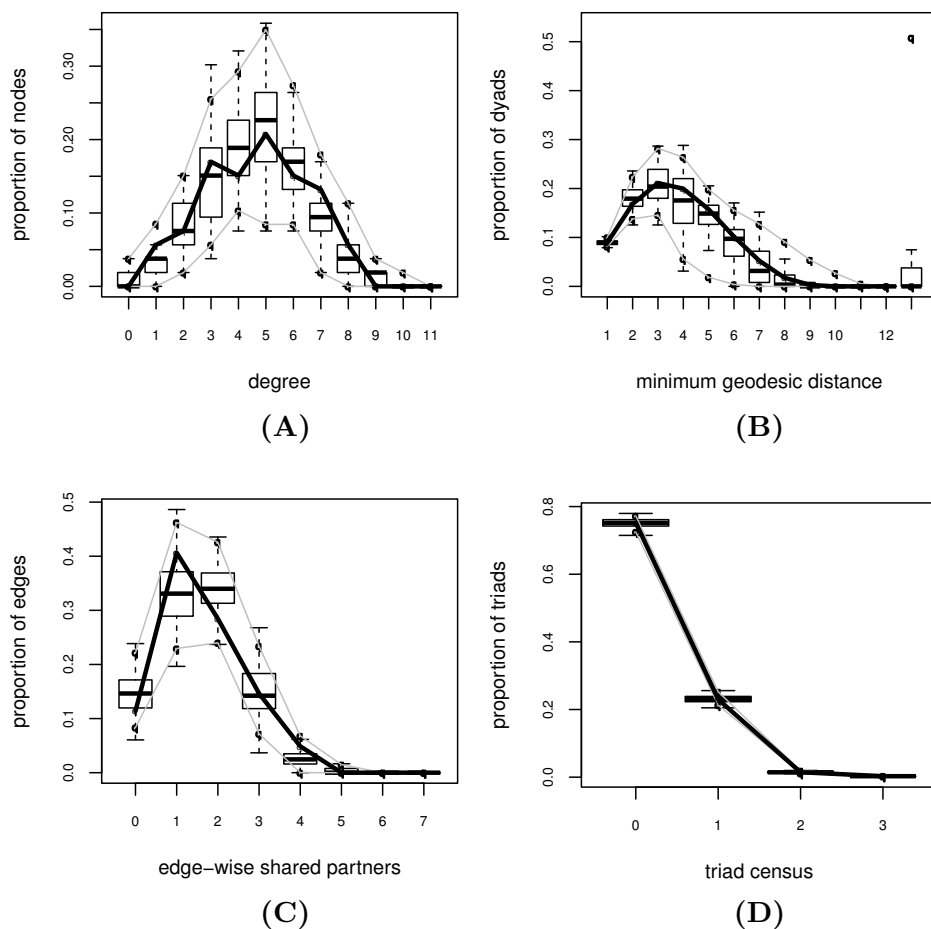 proportion of nodes
0.00 0.10 0.20 0.30
0 1 2 3 4 5 6 7 8 9 10 11
degree
(A)
proportion of dyads
0.0 0.1 0.2 0.3 0.4 0.5
1 2 3 4 5 6 7 8 9 10 12
minimum geodesic distance
(B)
proportion of edges
0.0 0.1 0.2 0.3 0.4 0.5
0 1 2 3 4 5 6 7
edge-wise shared partners
(C)
proportion of triads
0.0 0.2 0.4 0.6 0.8
0 1 2 3
triad census
(D)